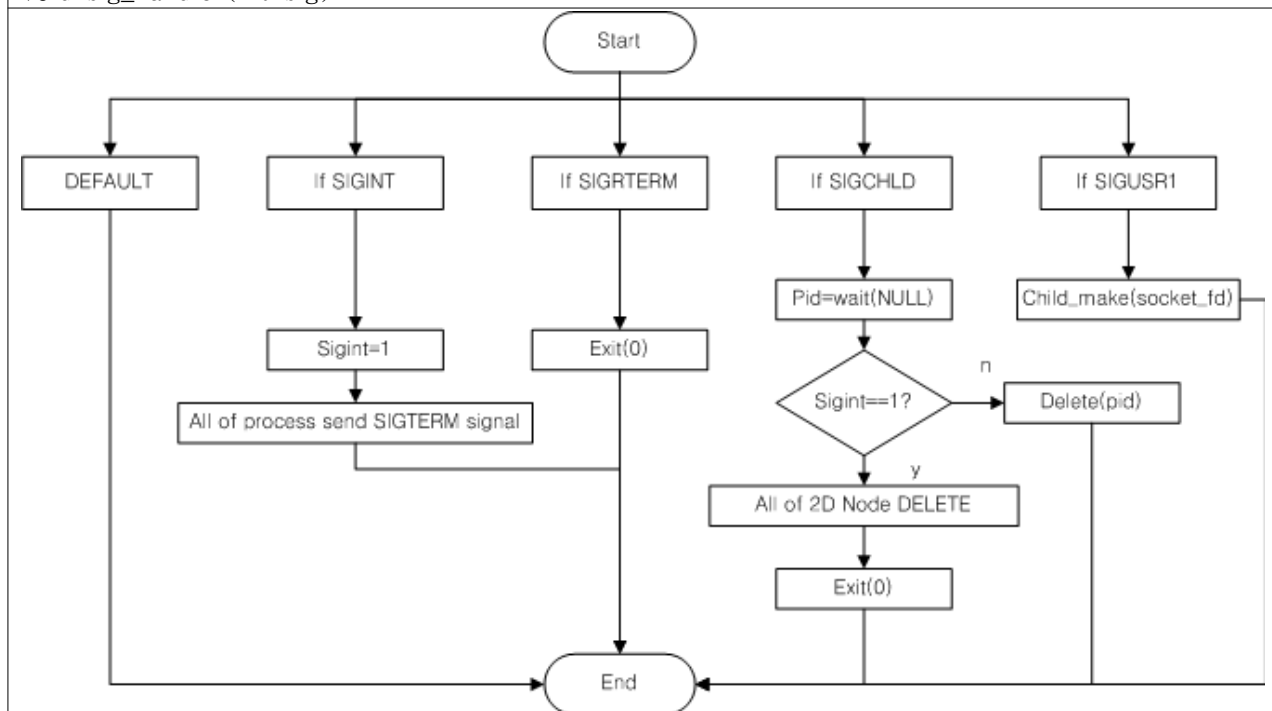 Start
DEFAULT
If SIGINT
If SIGRTERM
If SIGCHLD
If SIGUSR1
Pid=wait(NULL)
Child_make(socket_fd)
Sigint=1
Exit(0)
n
Sigint==1?
Delete(pid)
All of process send SIGTERM signal
y
All of 2D Node DELETE
Exit(0)
End